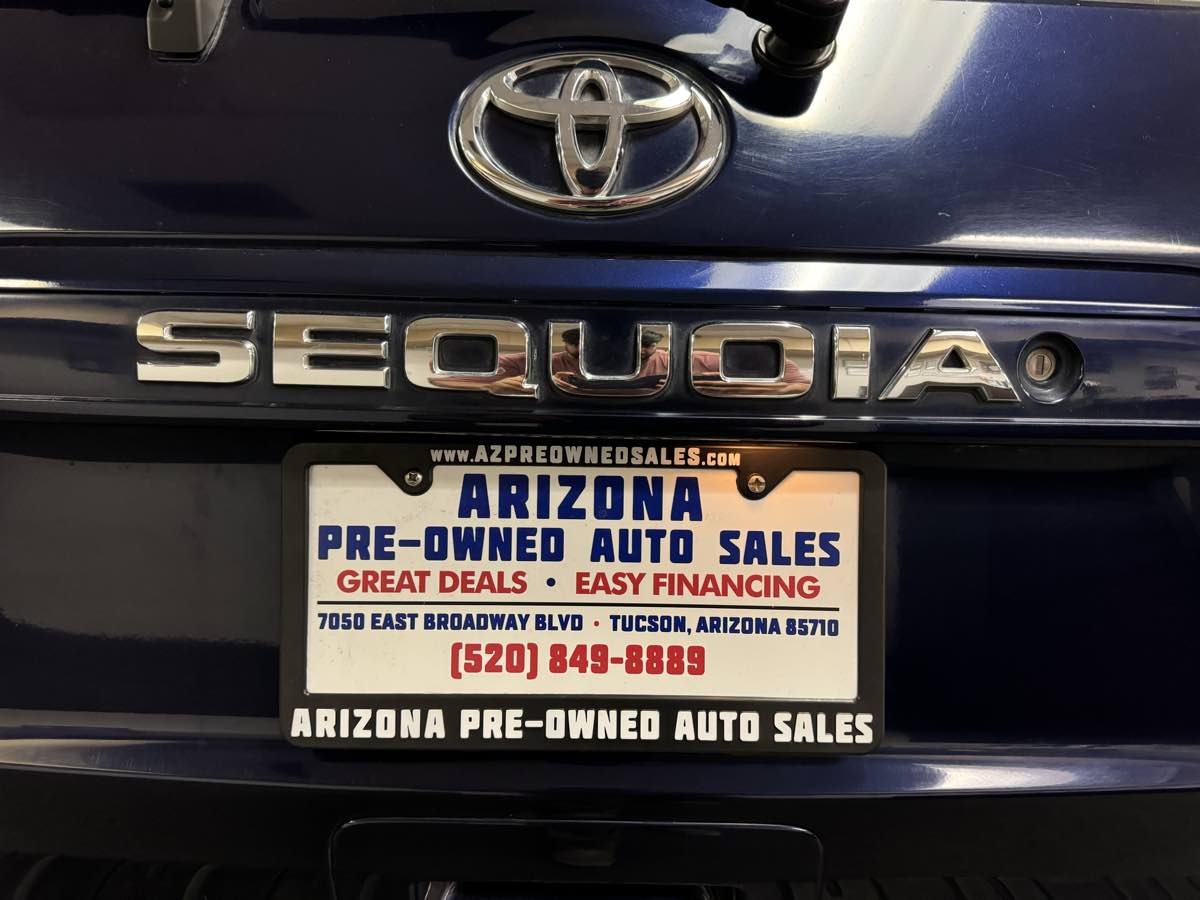 SEQUOIA
www.AZPREOWNEDSALES.com
ARIZONA
PRE-OWNED AUTO SALES
GREAT DEALS • EASY FINANCING
7050 EAST BROADWAY BLVD • TUCSON, ARIZONA 85710
(520) 849-8889
ARIZONA PRE-OWNED AUTO SALES